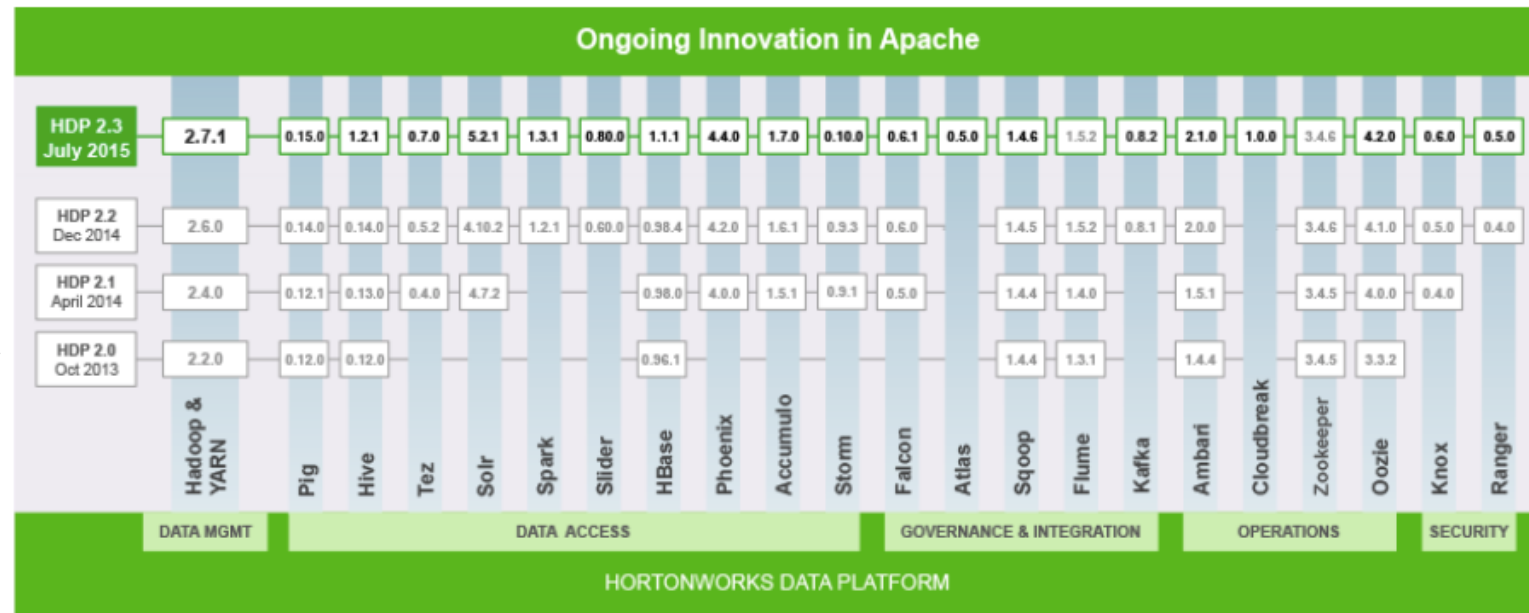 Ongoing Innovation in Apache
HDP 2.3
July 2015
2.7.1 0.15.0 1.2.1 0.7.0 5.2.1 1.3.1 0.80.0 1.1.1 4.4.0 1.7.0 0.10.0 0.6.1 0.5.0 1.4.6 1.5.2 0.8.2 2.1.0 1.0.0 3.4.6 4.2.0 0.6.0 0.5.0
HDP 2.2
Dec 2014
2.6.0 0.14.0 0.14.0 0.5.2 4.10.2 1.2.1 0.60.0 0.98.4 4.2.0 1.6.1 0.9.3 0.6.0 1.4.5 1.5.2 0.8.1 2.0.0 3.4.6 4.1.0 0.5.0 0.4.0
HDP 2.1
April 2014
2.4.0 0.12.1 0.13.0 0.4.0 4.7.2 0.98.0 4.0.0 1.5.1 0.9.1 0.5.0 1.4.4 1.4.0 1.5.1 3.4.5 4.0.0 0.4.0
HDP 2.0
Oct 2013
2.2.0 0.12.0 0.12.0 0.96.1 1.4.4 1.3.1 1.4.4 3.4.5 3.3.2
Hadoop &
YARN
Pig
Hive
Tez
Solr
Spark
Slider
HBase
Phoenix
Accumulo
Storm
Falcon
Atlas
Sqoop
Flume
Kafka
Ambari
Cloudbreak
Zookeeper
Oozie
Knox
Ranger
DATA MGMT DATA ACCESS GOVERNANCE & INTEGRATION OPERATIONS SECURITY
HORTONWORKS DATA PLATFORM